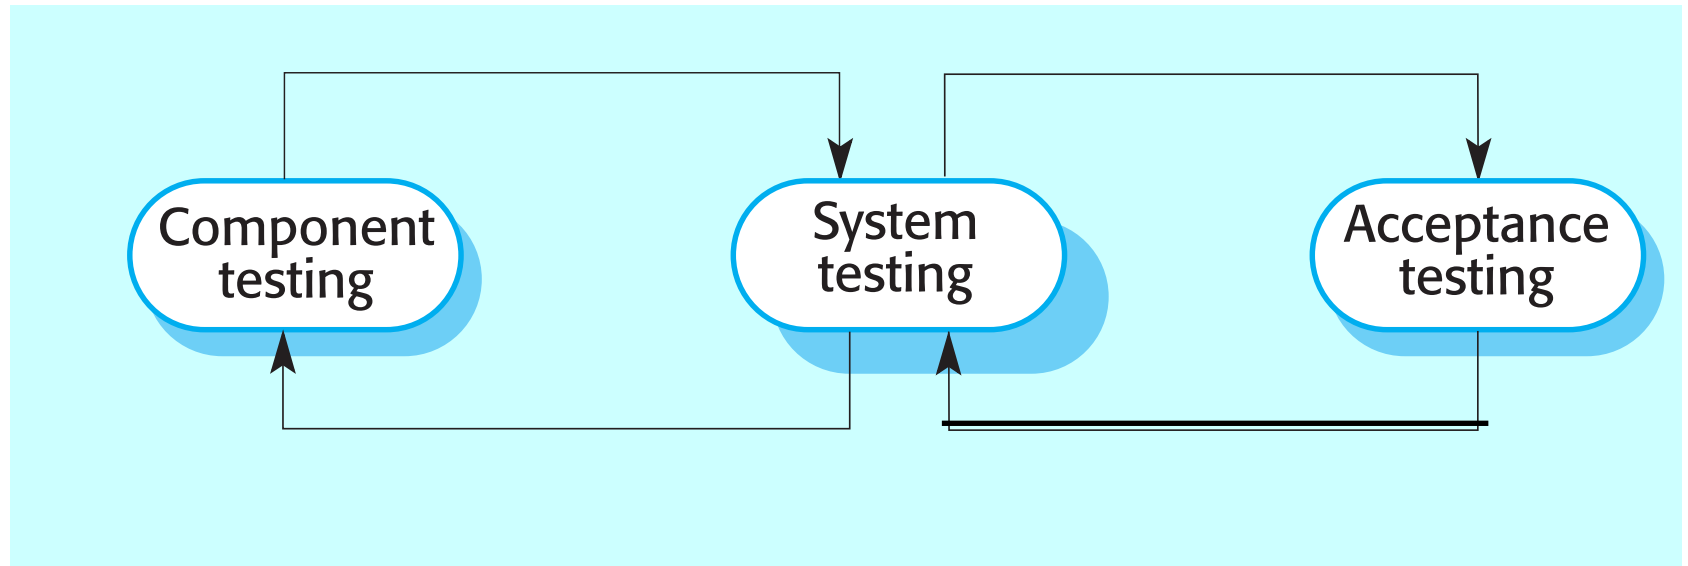 Component
testing
System
testing
Acceptance
testing